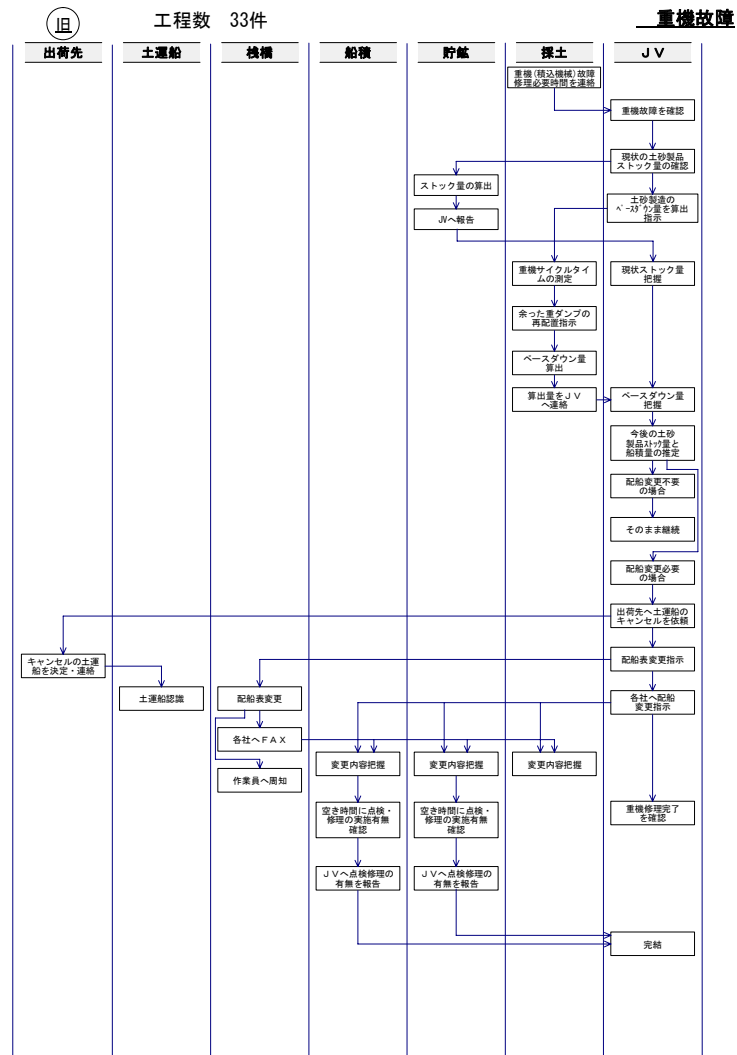 旧
工程数 33件
重機故障
出荷先
土運船
桟橋
船積
貯鉱
採土
ＪＶ
重機(積込機械)故障
修理必要時間を連絡
重機故障を確認
現状の土砂製品
ストック量の確認
ストック量の算出
土砂製造の
ペースダウン量を算出
指示
JVへ報告
重機サイクルタイ
ムの測定
現状ストック量
把握
余った重ダンプの
再配置指示
ペースダウン量
算出
算出量をＪＶ
へ連絡
ペースダウン量
把握
今後の土砂
製品ストック量と
船積量の推定
配船変更不要
の場合
そのまま継続
配船変更必要
の場合
出荷先へ土運船の
キャンセルを依頼
キャンセルの土運
船を決定・連絡
配船表変更指示
土運船認識
配船表変更
各社へ配船
変更指示
各社へＦＡＸ
変更内容把握
変更内容把握
変更内容把握
作業員へ周知
空き時間に点検・
修理の実施有無
確認
空き時間に点検・
修理の実施有無
確認
重機修理完了
を確認
ＪＶへ点検修理の
有無を報告
ＪＶへ点検修理の
有無を報告
完結